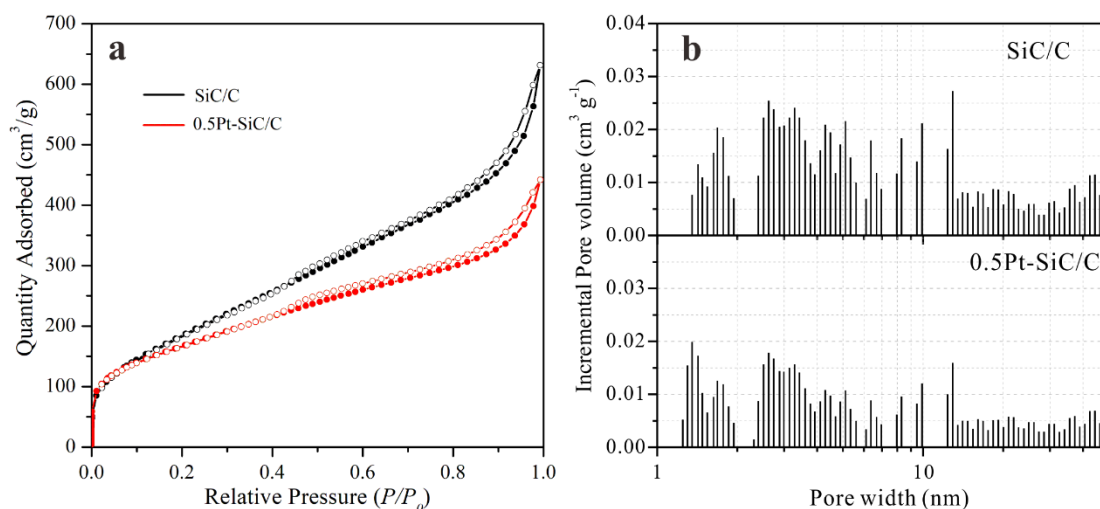 a
SiC/C
0.5Pt-SiC/C
Quantity Adsorbed (cm³/g)
700
600
500
400
300
200
100
0
0.0 0.2 0.4 0.6 0.8 1.0
Relative Pressure (P/P₀)
b
SiC/C
0.5Pt-SiC/C
Incremental Pore volume (cm³ g⁻¹)
0.04
0.03
0.02
0.01
0.00
0.03
0.02
0.01
0.00
1 10
Pore width (nm)